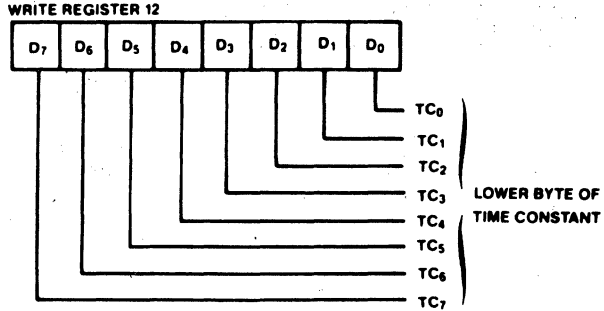 WRITE REGISTER 12
D7 D6 D5 D4 D3 D2 D1 D0
TC0
TC1
TC2
TC3
LOWER BYTE OF
TIME CONSTANT
TC4
TC5
TC6
TC7